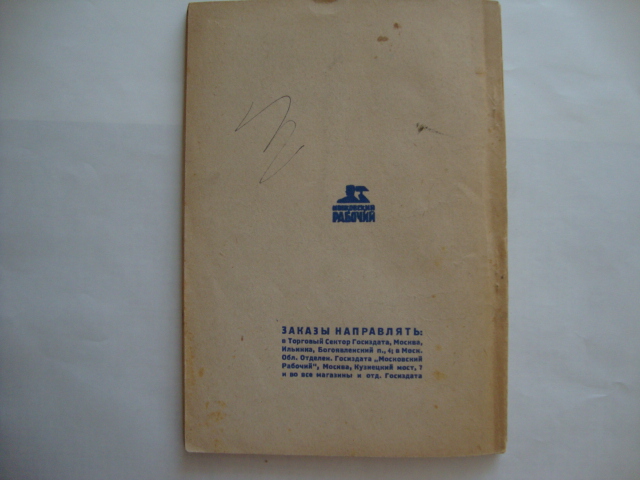 МОСКОВСКИЙ
РАБОЧИЙ
ЗАКАЗЫ НАПРАВЛЯТЬ:
в Торговый Сектор Госиздата, Москва,
Ильинка, Богоявленский п., 4; в Моск.
Обл. Отделен. Госиздата „Московский
Рабочий", Москва, Кузнецкий мост, 1
и во все магазины и отд. Госиздата